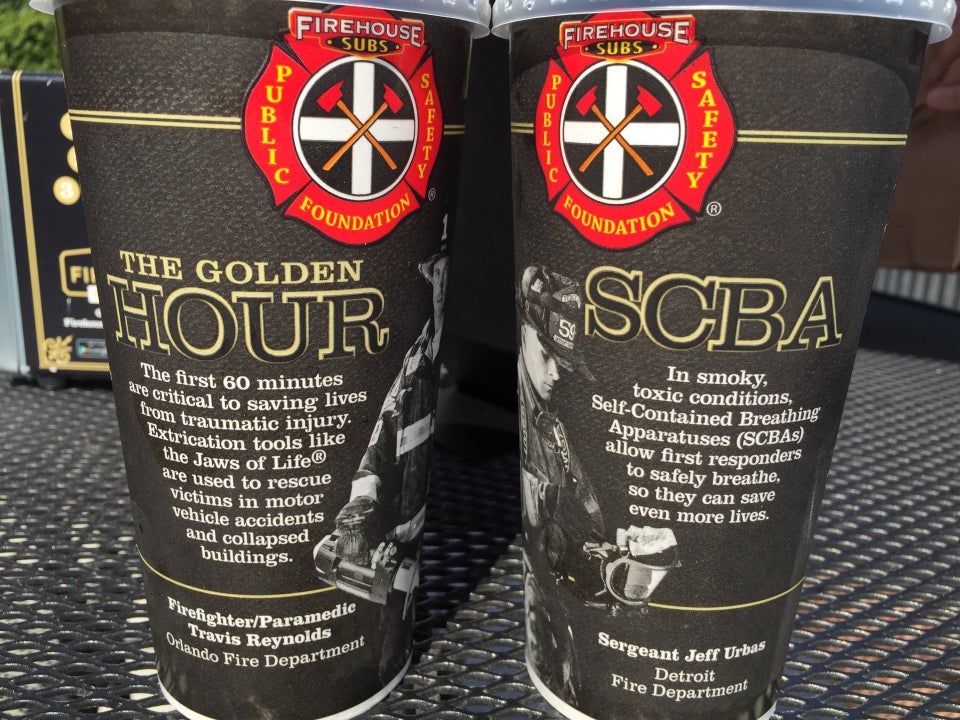 FIREHOUSE
SUBS
PUBLIC
SAFETY
FOUNDATION
®
THE GOLDEN
HOUR
The first 60 minutes
are critical to saving lives
from traumatic injury.
Extrication tools like
the Jaws of Life®
are used to rescue
victims in motor
vehicle accidents
and collapsed
buildings.
Firefighter/Paramedic
Travis Reynolds
Orlando Fire Department
FIREHOUSE
SUBS
PUBLIC
SAFETY
FOUNDATION
®
SCBA
In smoky,
toxic conditions,
Self-Contained Breathing
Apparatuses (SCBAs)
allow first responders
to safely breathe,
so they can save
even more lives.
Sergeant Jeff Urbas
Detroit
Fire Department
59
3